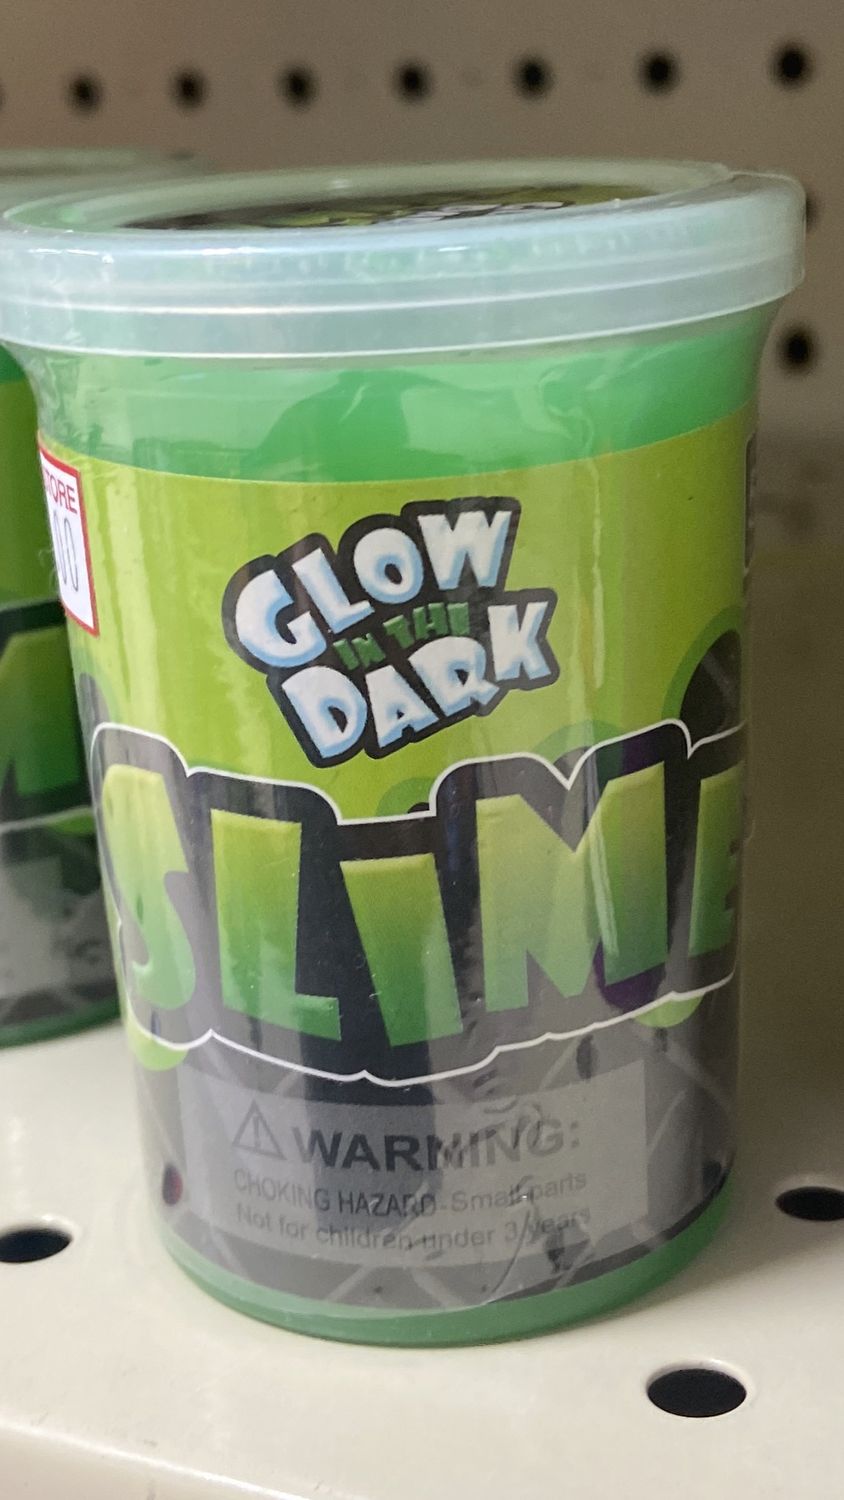 GLOW
IN THE
DARK
SLIME
WARNING:
CHOKING HAZARD-Small parts
Not for children under 3 years